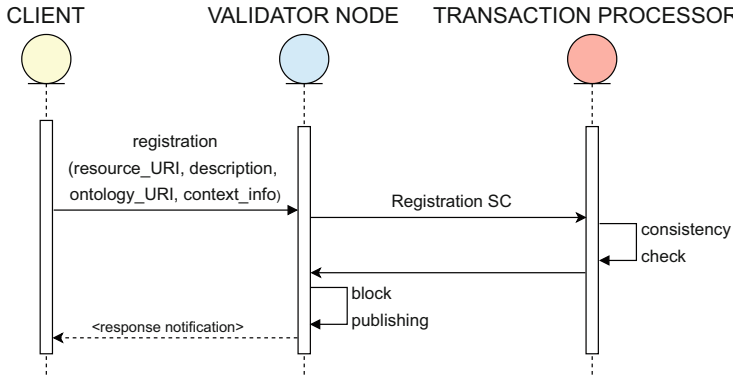 CLIENT
VALIDATOR NODE
TRANSACTION PROCESSOR
registration
(resource_URI, description,
ontology_URI, context_info)
Registration SC
consistency
check
block
publishing
<response notification>